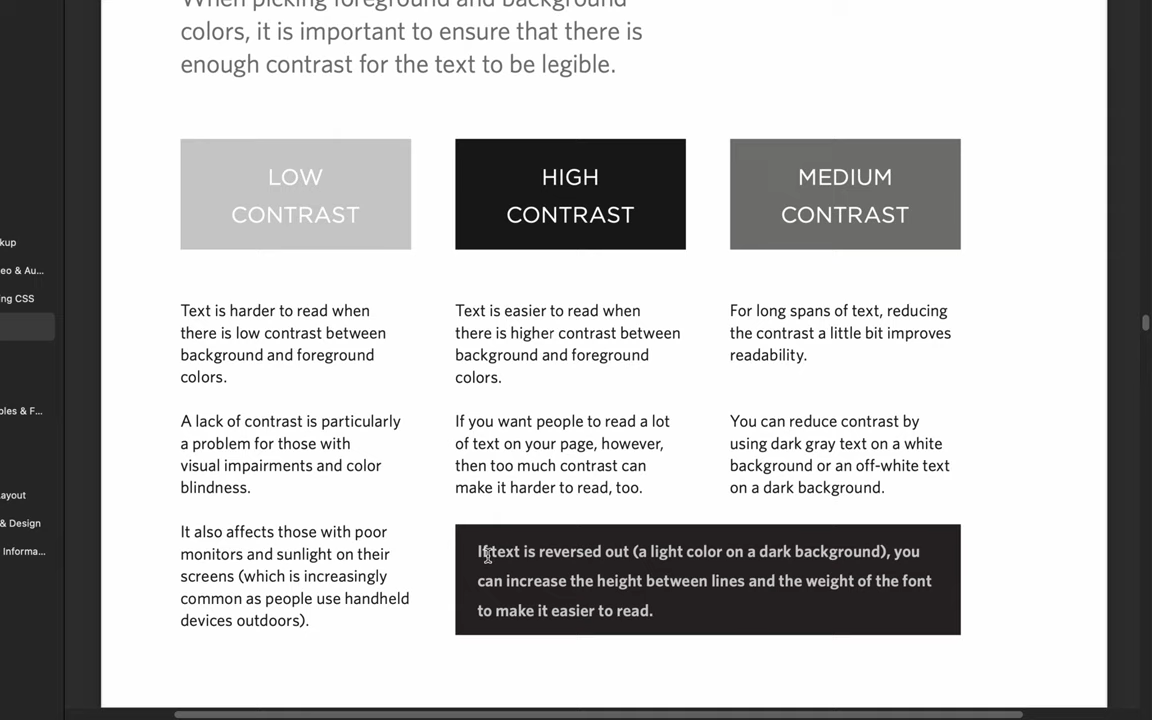 When picking foreground and background
colors, it is important to ensure that there is
enough contrast for the text to be legible.
LOW
CONTRAST
HIGH
CONTRAST
MEDIUM
CONTRAST
Text is harder to read when
there is low contrast between
background and foreground
colors.
A lack of contrast is particularly
a problem for those with
visual impairments and color
blindness.
It also affects those with poor
monitors and sunlight on their
screens (which is increasingly
common as people use handheld
devices outdoors).
Text is easier to read when
there is higher contrast between
background and foreground
colors.
If you want people to read a lot
of text on your page, however,
then too much contrast can
make it harder to read, too.
For long spans of text, reducing
the contrast a little bit improves
readability.
You can reduce contrast by
using dark gray text on a white
background or an off-white text
on a dark background.
If text is reversed out (a light color on a dark background), you
can increase the height between lines and the weight of the font
to make it easier to read.
kup
eo & Au...
ing CSS
ples & F...
ayout
& Design
Informa...